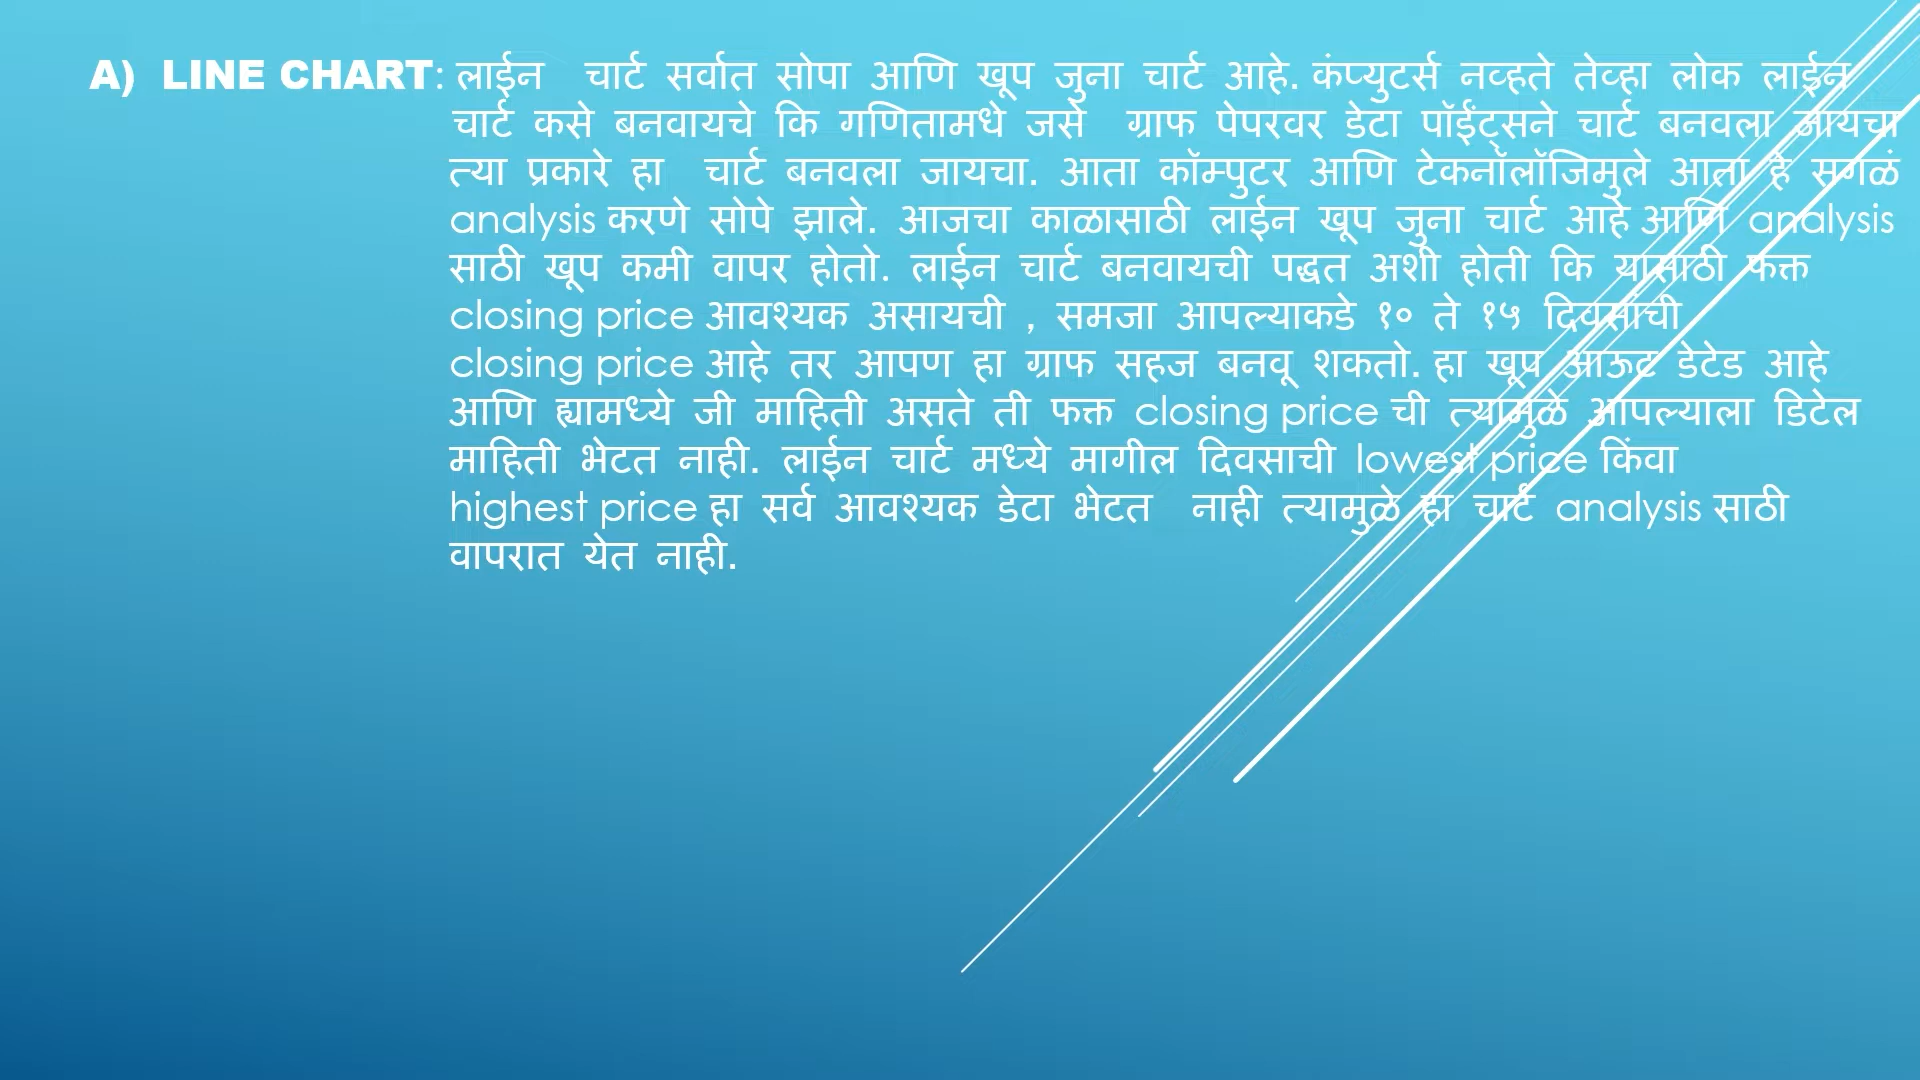 A) LINE CHART: लाईन चार्ट सर्वात सोपा आणि खूप जुना चार्ट आहे. कंप्युटर्स नव्हते तेव्हा लोक लाईन
चार्ट कसे बनवायचे कि गणितामधे जसे ग्राफ पेपरवर डेटा पॉईंट्सने चार्ट बनवला जायचा
त्या प्रकारे हा चार्ट बनवला जायचा. आता कॉम्पुटर आणि टेकनॉलॉजिमुले आता हे सगळं
analysis करणे सोपे झाले. आजचा काळासाठी लाईन खूप जुना चार्ट आहे आणि analysis
साठी खूप कमी वापर होतो. लाईन चार्ट बनवायची पद्धत अशी होती कि यासाठी फक्त
closing price आवश्यक असायची , समजा आपल्याकडे १० ते १५ दिवसाची
closing price आहे तर आपण हा ग्राफ सहज बनवू शकतो. हा खूप आऊट डेटेड आहे
आणि ह्यामध्ये जी माहिती असते ती फक्त closing price ची त्यामुळे आपल्याला डिटेल
माहिती भेटत नाही. लाईन चार्ट मध्ये मागील दिवसाची lowest price किंवा
highest price हा सर्व आवश्यक डेटा भेटत नाही त्यामुळे हा चार्ट analysis साठी
वापरात येत नाही.